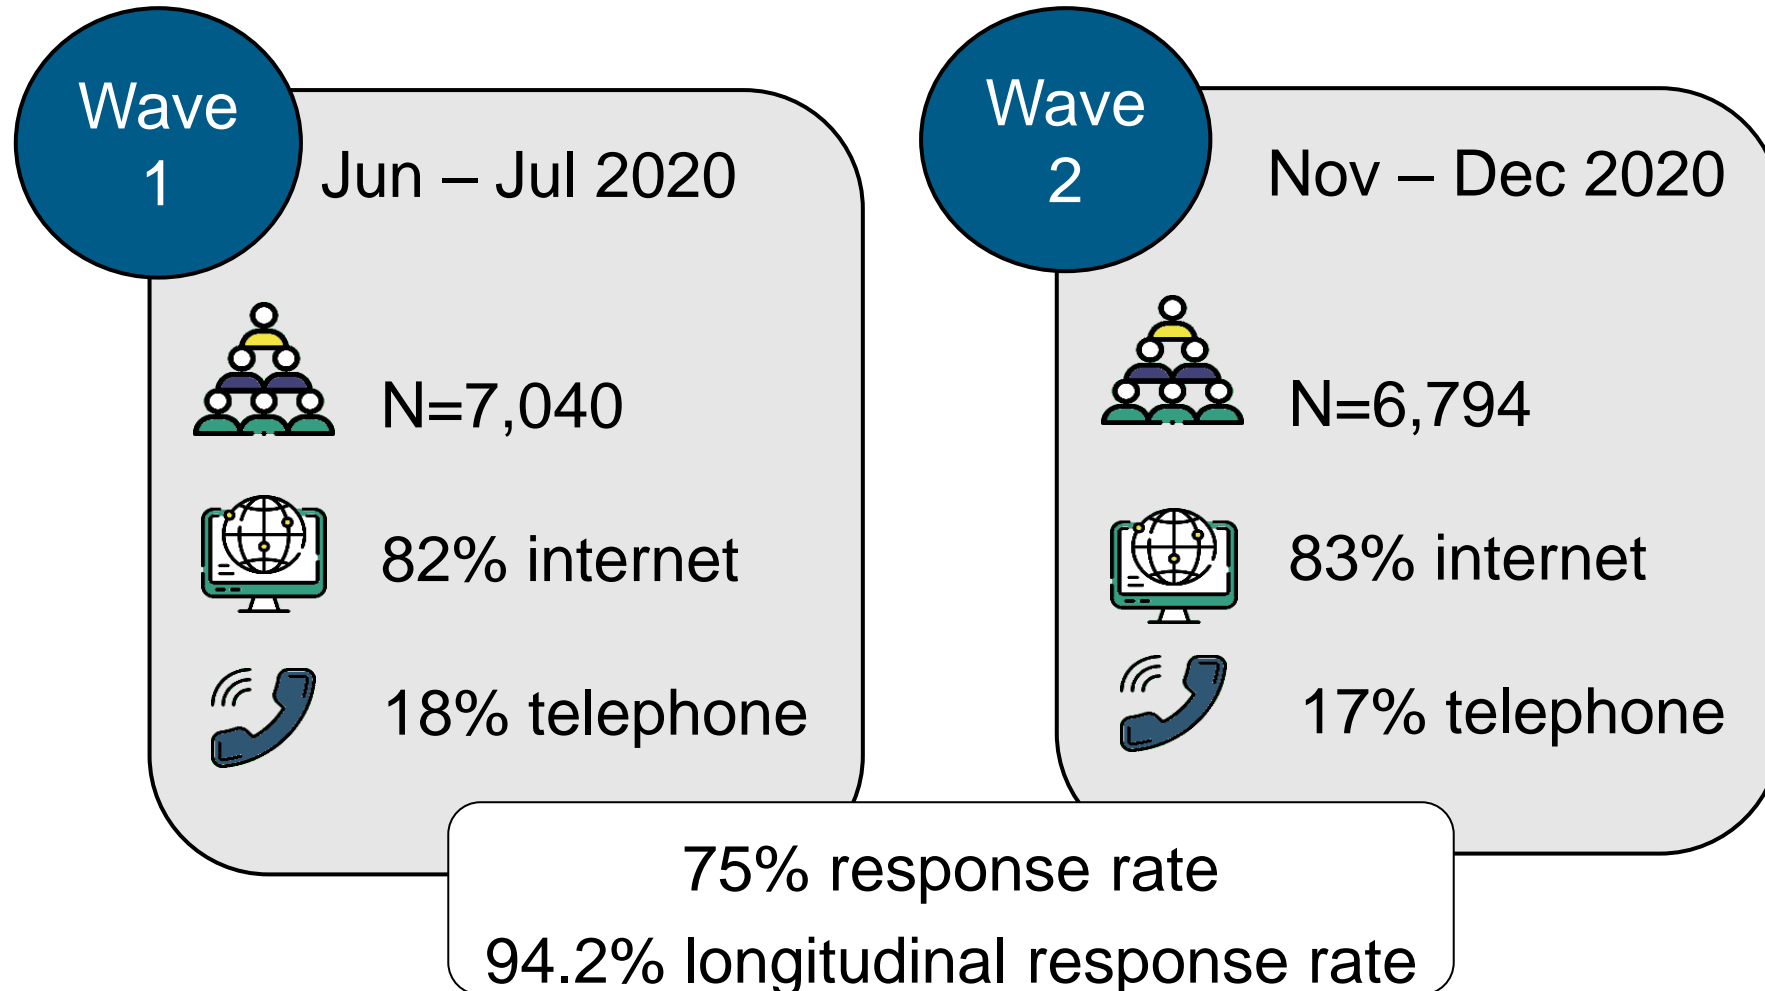 Wave
1
Jun – Jul 2020
N=7,040
82% internet
18% telephone
Wave
2
Nov – Dec 2020
N=6,794
83% internet
17% telephone
75% response rate
94.2% longitudinal response rate